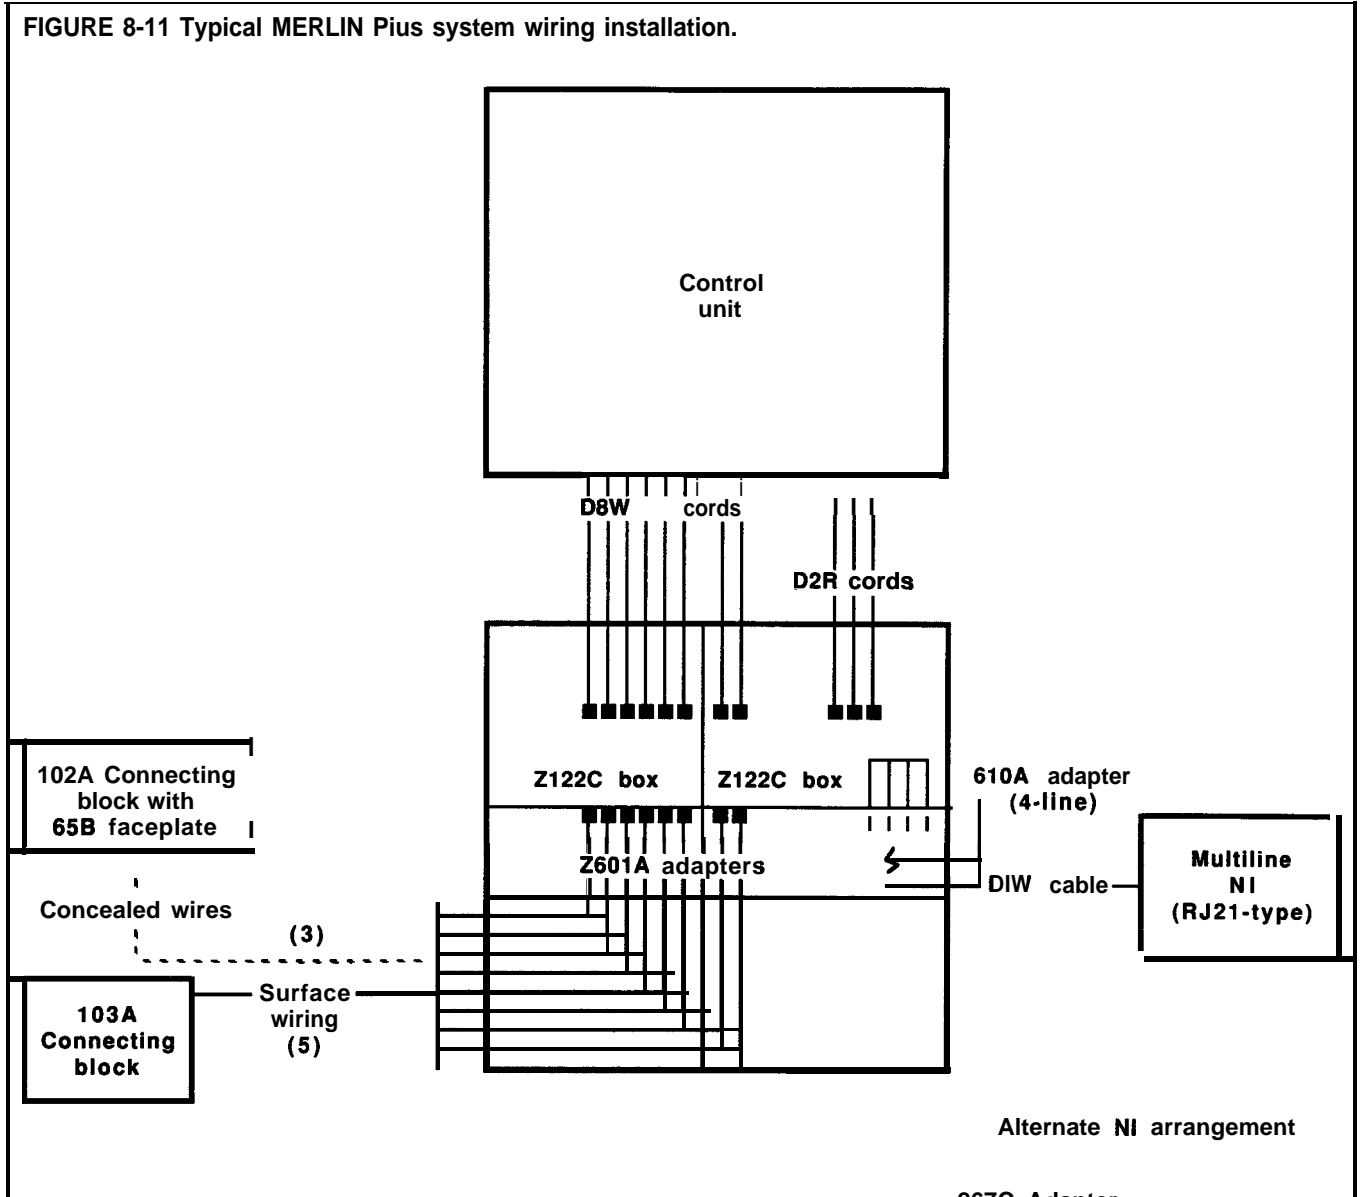 FIGURE 8-11 Typical MERLIN Pius system wiring installation.
Control
unit
D8W cords
D2R cords
Z122C box
Z122C box
610A adapter
(4-line)
102A Connecting
block with
65B faceplate
Z601A adapters
DIW cable
Multiline
NI
(RJ21-type)
Concealed wires
(3)
Surface
wiring
(5)
103A
Connecting
block
Alternate NI arrangement